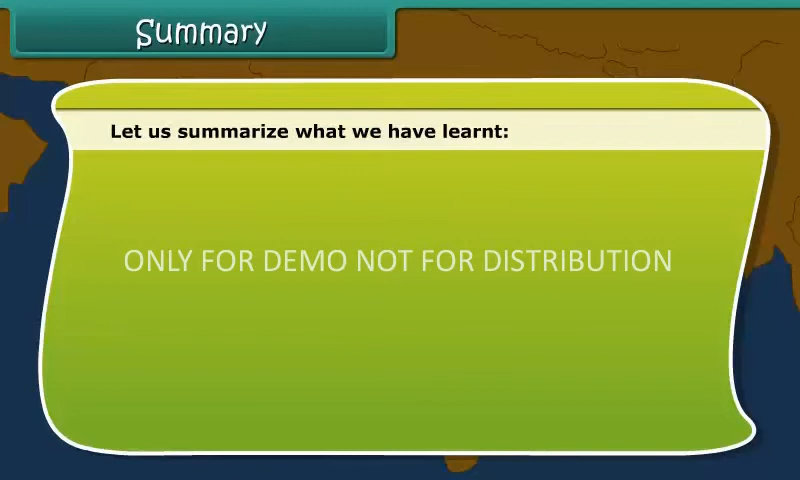 Summary
Let us summarize what we have learnt:
ONLY FOR DEMO NOT FOR DISTRIBUTION